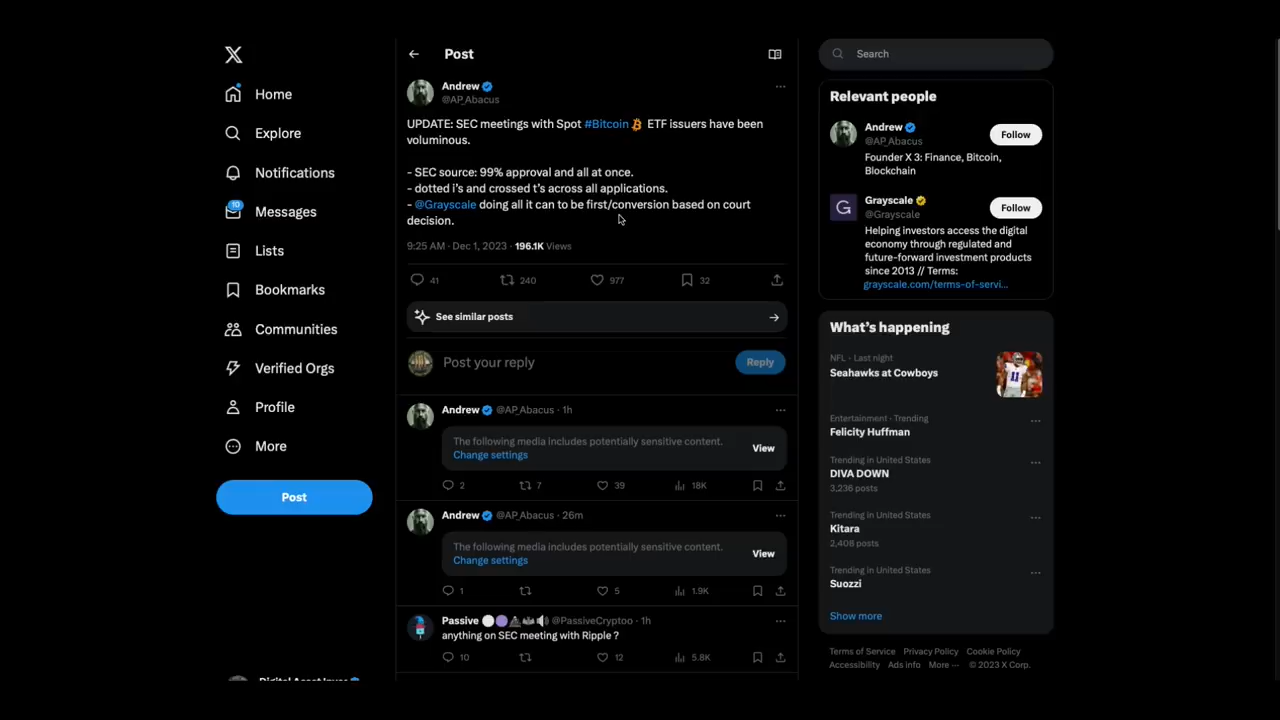 Home
Explore
Notifications
10
Messages
Lists
Bookmarks
Communities
Verified Orgs
Profile
More
Post
Post
Andrew
@AP_Abacus
UPDATE: SEC meetings with Spot #Bitcoin ETF issuers have been
voluminous.
- SEC source: 99% approval and all at once.
- dotted i's and crossed t's across all applications.
- @Grayscale doing all it can to be first/conversion based on court
decision.
9:25 AM · Dec 1, 2023 · 196.1K Views
41 240 977 32
See similar posts
Post your reply
Reply
Andrew @AP_Abacus · 1h
The following media includes potentially sensitive content.
Change settings
View
2 7 39 18K
Andrew @AP_Abacus · 26m
The following media includes potentially sensitive content.
Change settings
View
1 5 1.9K
Passive @PassiveCryptoo · 1h
anything on SEC meeting with Ripple ?
10 12 5.8K
Search
Relevant people
Andrew
@AP_Abacus
Follow
Founder X 3: Finance, Bitcoin,
Blockchain
Grayscale
@Grayscale
Follow
Helping investors access the digital
economy through regulated and
future-forward investment products
since 2013 // Terms:
grayscale.com/terms-of-servi...
What's happening
NFL · Last night
Seahawks at Cowboys
Entertainment · Trending
Felicity Huffman
Trending in United States
DIVA DOWN
3,236 posts
Trending in United States
Kitara
2,408 posts
Trending in United States
Suozzi
Show more
Terms of Service Privacy Policy Cookie Policy
Accessibility Ads info More ··· © 2023 X Corp.